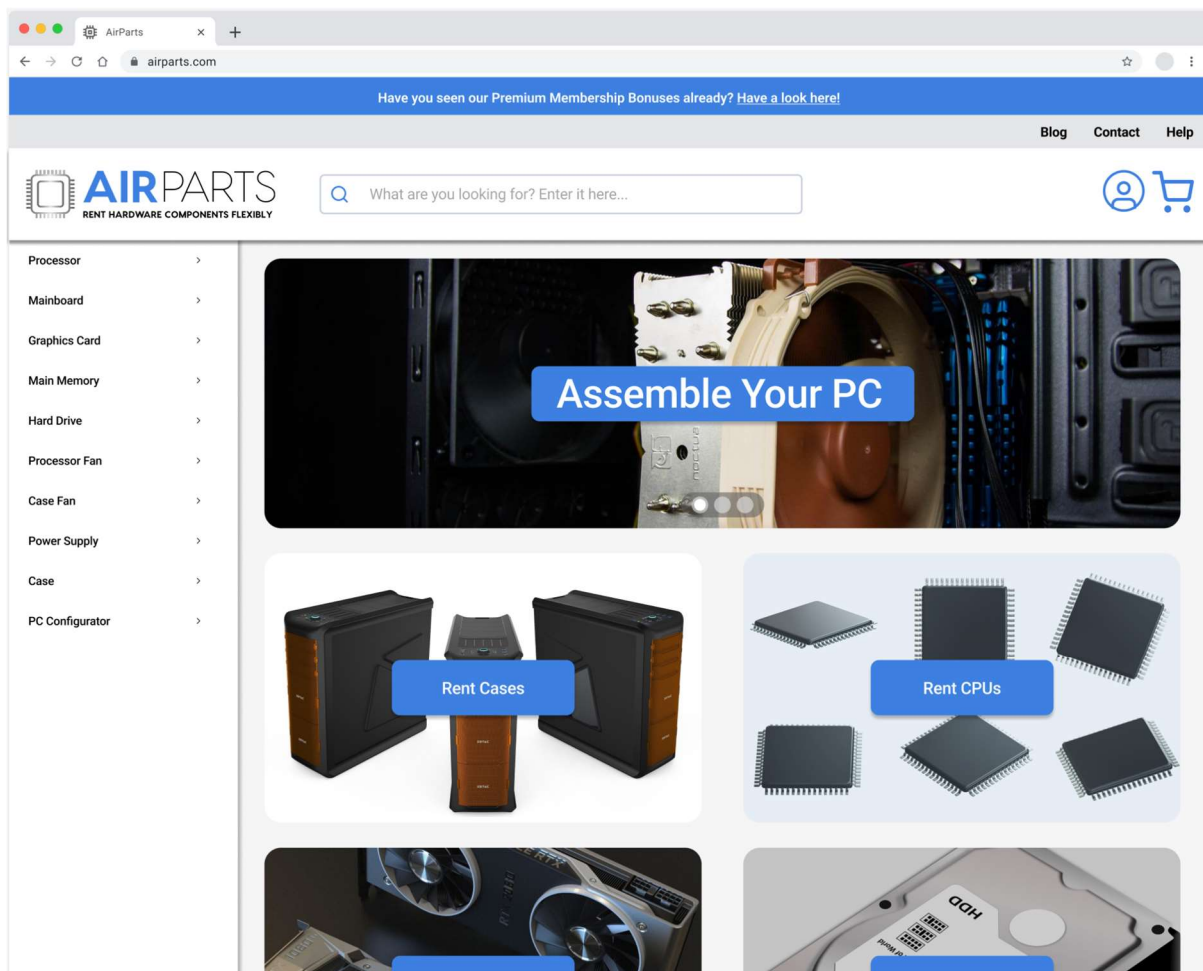 AirParts
airparts.com
Have you seen our Premium Membership Bonuses already? Have a look here!
Blog Contact Help
AIRPARTS
RENT HARDWARE COMPONENTS FLEXIBLY
What are you looking for? Enter it here...
Processor
Mainboard
Graphics Card
Main Memory
Hard Drive
Processor Fan
Case Fan
Power Supply
Case
PC Configurator
Assemble Your PC
noctua
Rent Cases
Rent CPUs
RTX 2080
HDD